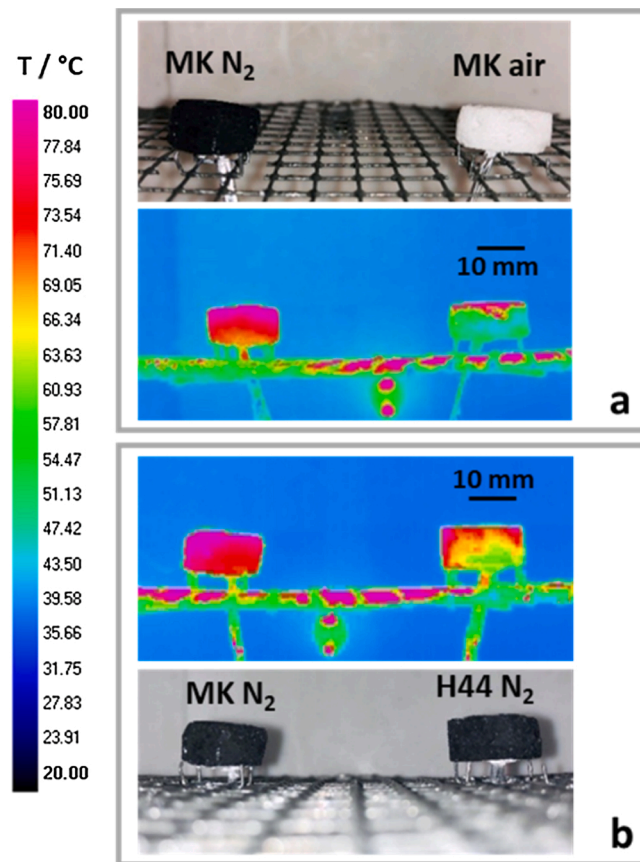 T / °C
80.00
77.84
75.69
73.54
71.40
69.05
66.34
63.63
60.93
57.81
54.47
51.13
47.42
43.50
39.58
35.66
31.75
27.83
23.91
20.00
MK N₂
MK air
10 mm
a
10 mm
MK N₂
H44 N₂
b